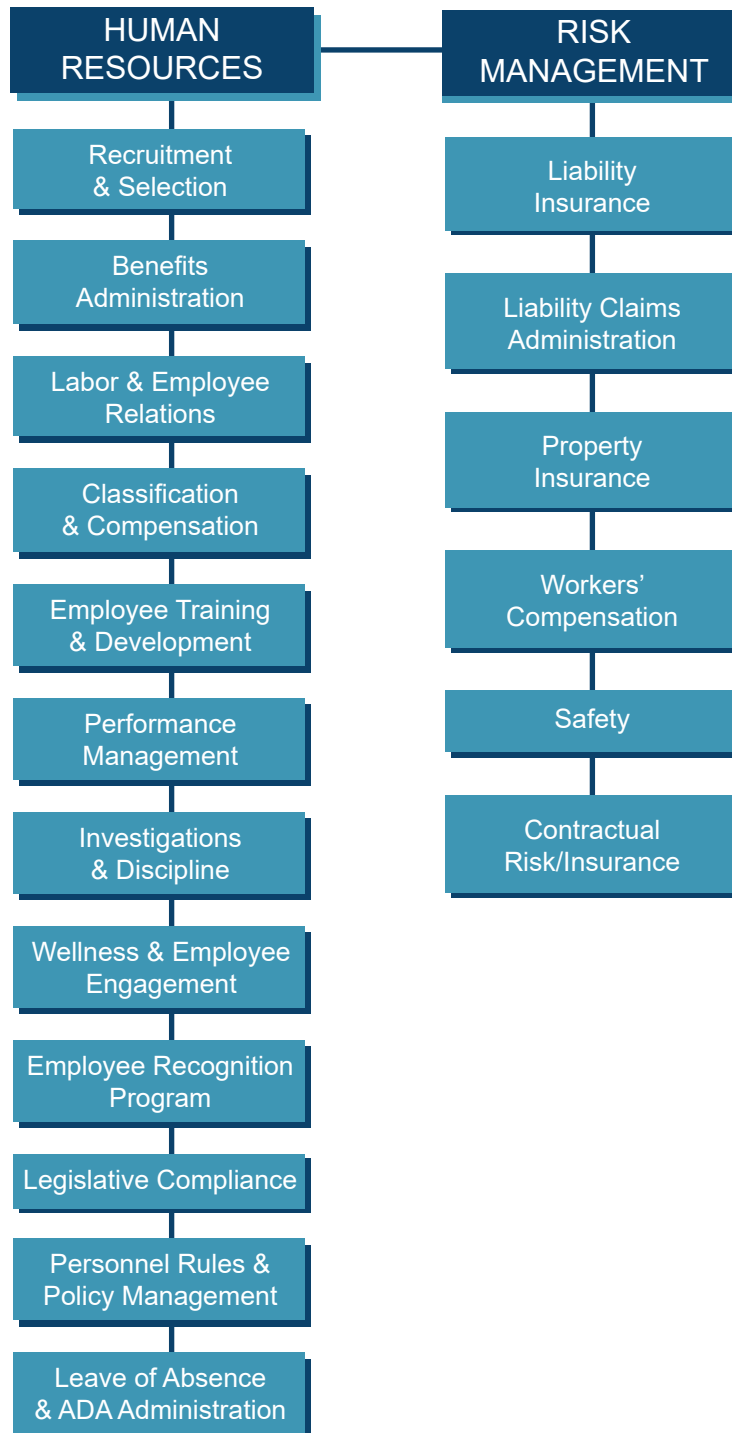 HUMAN
RESOURCES
Recruitment
& Selection
Benefits
Administration
Labor & Employee
Relations
Classification
& Compensation
Employee Training
& Development
Performance
Management
Investigations
& Discipline
Wellness & Employee
Engagement
Employee Recognition
Program
Legislative Compliance
Personnel Rules &
Policy Management
Leave of Absence
& ADA Administration
RISK
MANAGEMENT
Liability
Insurance
Liability Claims
Administration
Property
Insurance
Workers’
Compensation
Safety
Contractual
Risk/Insurance